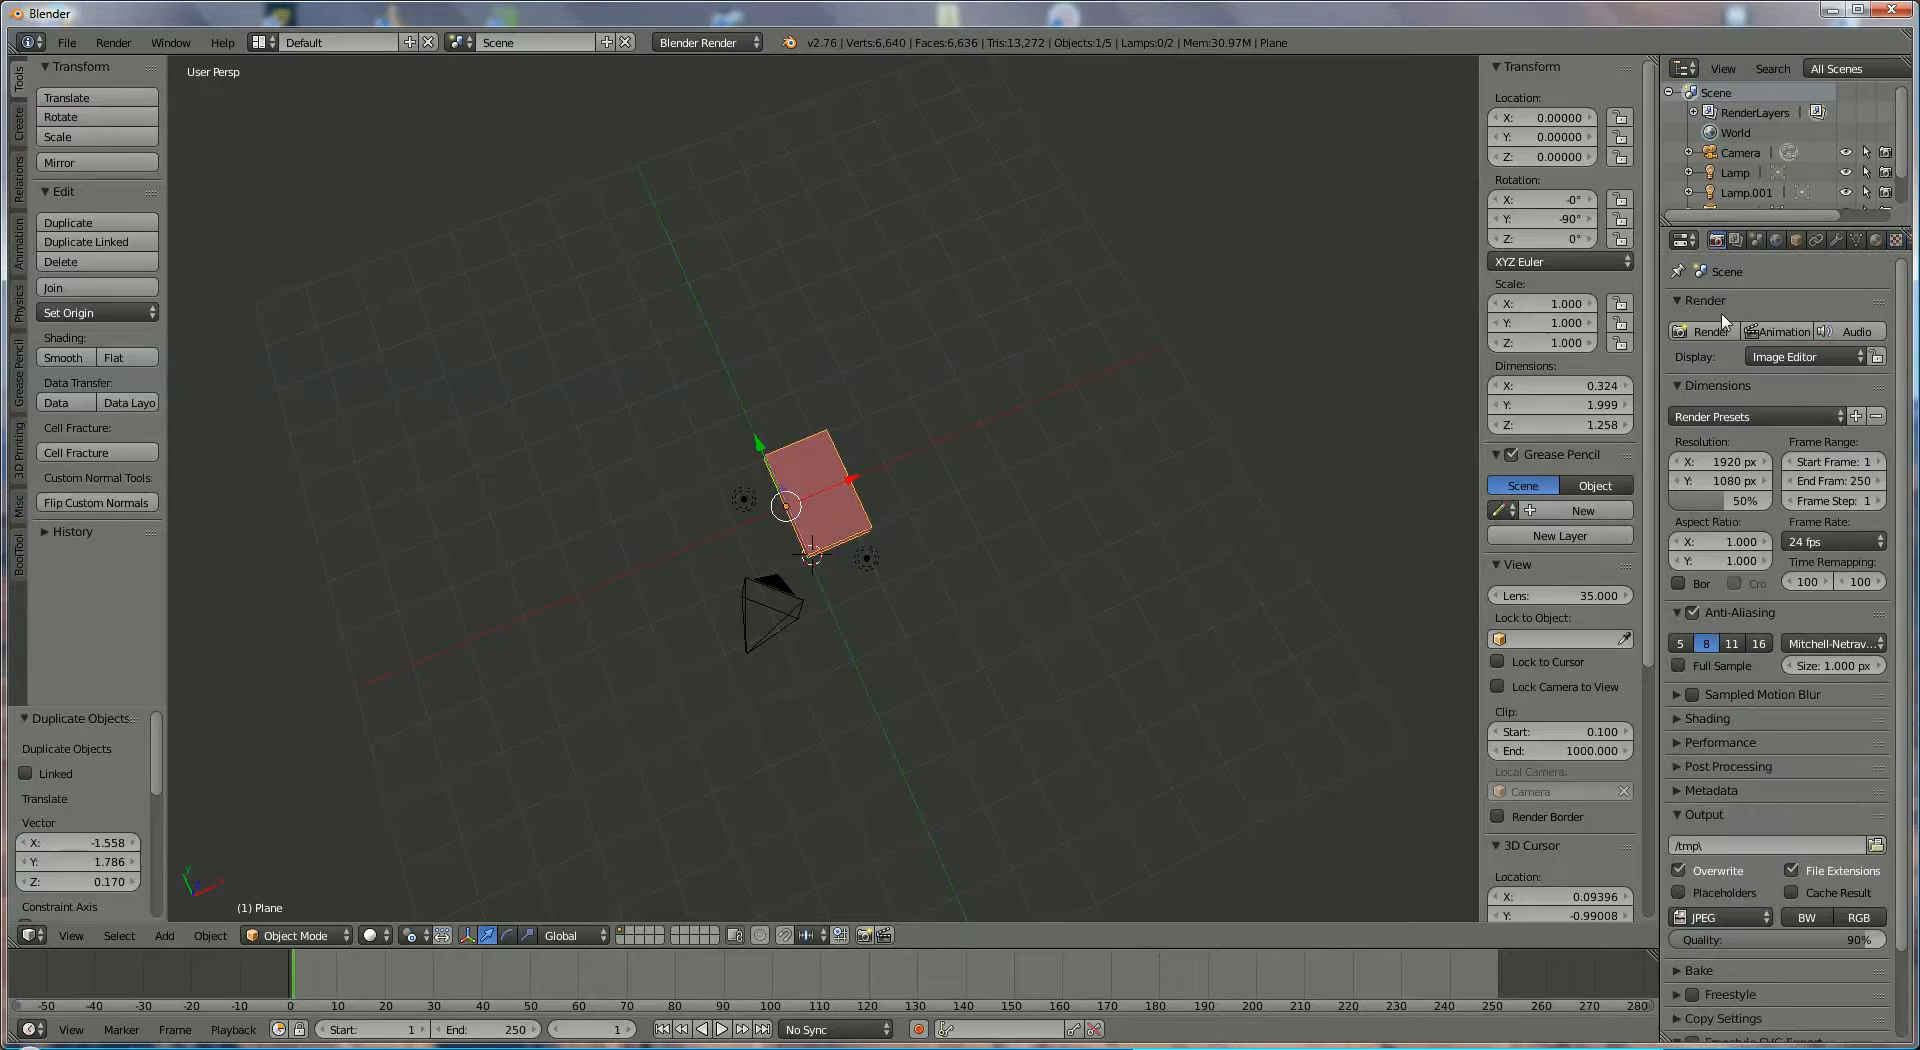 Blender
File Render Window Help Default Scene Blender Render v2.76 | Verts:6,640 | Faces:6,636 | Tris:13,272 | Objects:1/5 | Lamps:0/2 | Mem:30.97M | Plane
Tools
Create
Relations
Animation
Physics
Grease Pencil
3D Printing
Misc
BoolTool
Transform
Translate
Rotate
Scale
Mirror
Edit
Duplicate
Duplicate Linked
Delete
Join
Set Origin
Shading:
Smooth Flat
Data Transfer:
Data Data Layo
Cell Fracture:
Cell Fracture
Custom Normal Tools:
Flip Custom Normals
History
Duplicate Objects
Duplicate Objects
Linked
Translate
Vector
X: -1.558
Y: 1.786
Z: 0.170
Constraint Axis
User Persp
(1) Plane
View Select Add Object Object Mode Global
Transform
Location:
X: 0.00000
Y: 0.00000
Z: 0.00000
Rotation:
X: -0°
Y: -90°
Z: 0°
XYZ Euler
Scale:
X: 1.000
Y: 1.000
Z: 1.000
Dimensions:
X: 0.324
Y: 1.999
Z: 1.258
Grease Pencil
Scene Object
New
New Layer
View
Lens: 35.000
Lock to Object:
Lock to Cursor
Lock Camera to View
Clip:
Start: 0.100
End: 1000.000
Local Camera:
Camera
Render Border
3D Cursor
Location:
X: 0.09396
Y: -0.99008
View Search All Scenes
Scene
RenderLayers
World
Camera
Lamp
Lamp.001
Scene
Render
Render Animation Audio
Display: Image Editor
Dimensions
Render Presets
Resolution: Frame Range:
X: 1920 px Start Frame: 1
Y: 1080 px End Fram: 250
50% Frame Step: 1
Aspect Ratio: Frame Rate:
X: 1.000 24 fps
Y: 1.000 Time Remapping:
Bor Cro 100 100
Anti-Aliasing
5 8 11 16 Mitchell-Netrav...
Full Sample Size: 1.000 px
Sampled Motion Blur
Shading
Performance
Post Processing
Metadata
Output
/tmp\
Overwrite File Extensions
Placeholders Cache Result
JPEG BW RGB
Quality: 90%
Bake
Freestyle
Copy Settings
-50 -40 -30 -20 -10 0 10 20 30 40 50 60 70 80 90 100 110 120 130 140 150 160 170 180 190 200 210 220 230 240 250 260 270 280
View Marker Frame Playback Start: 1 End: 250 1 No Sync